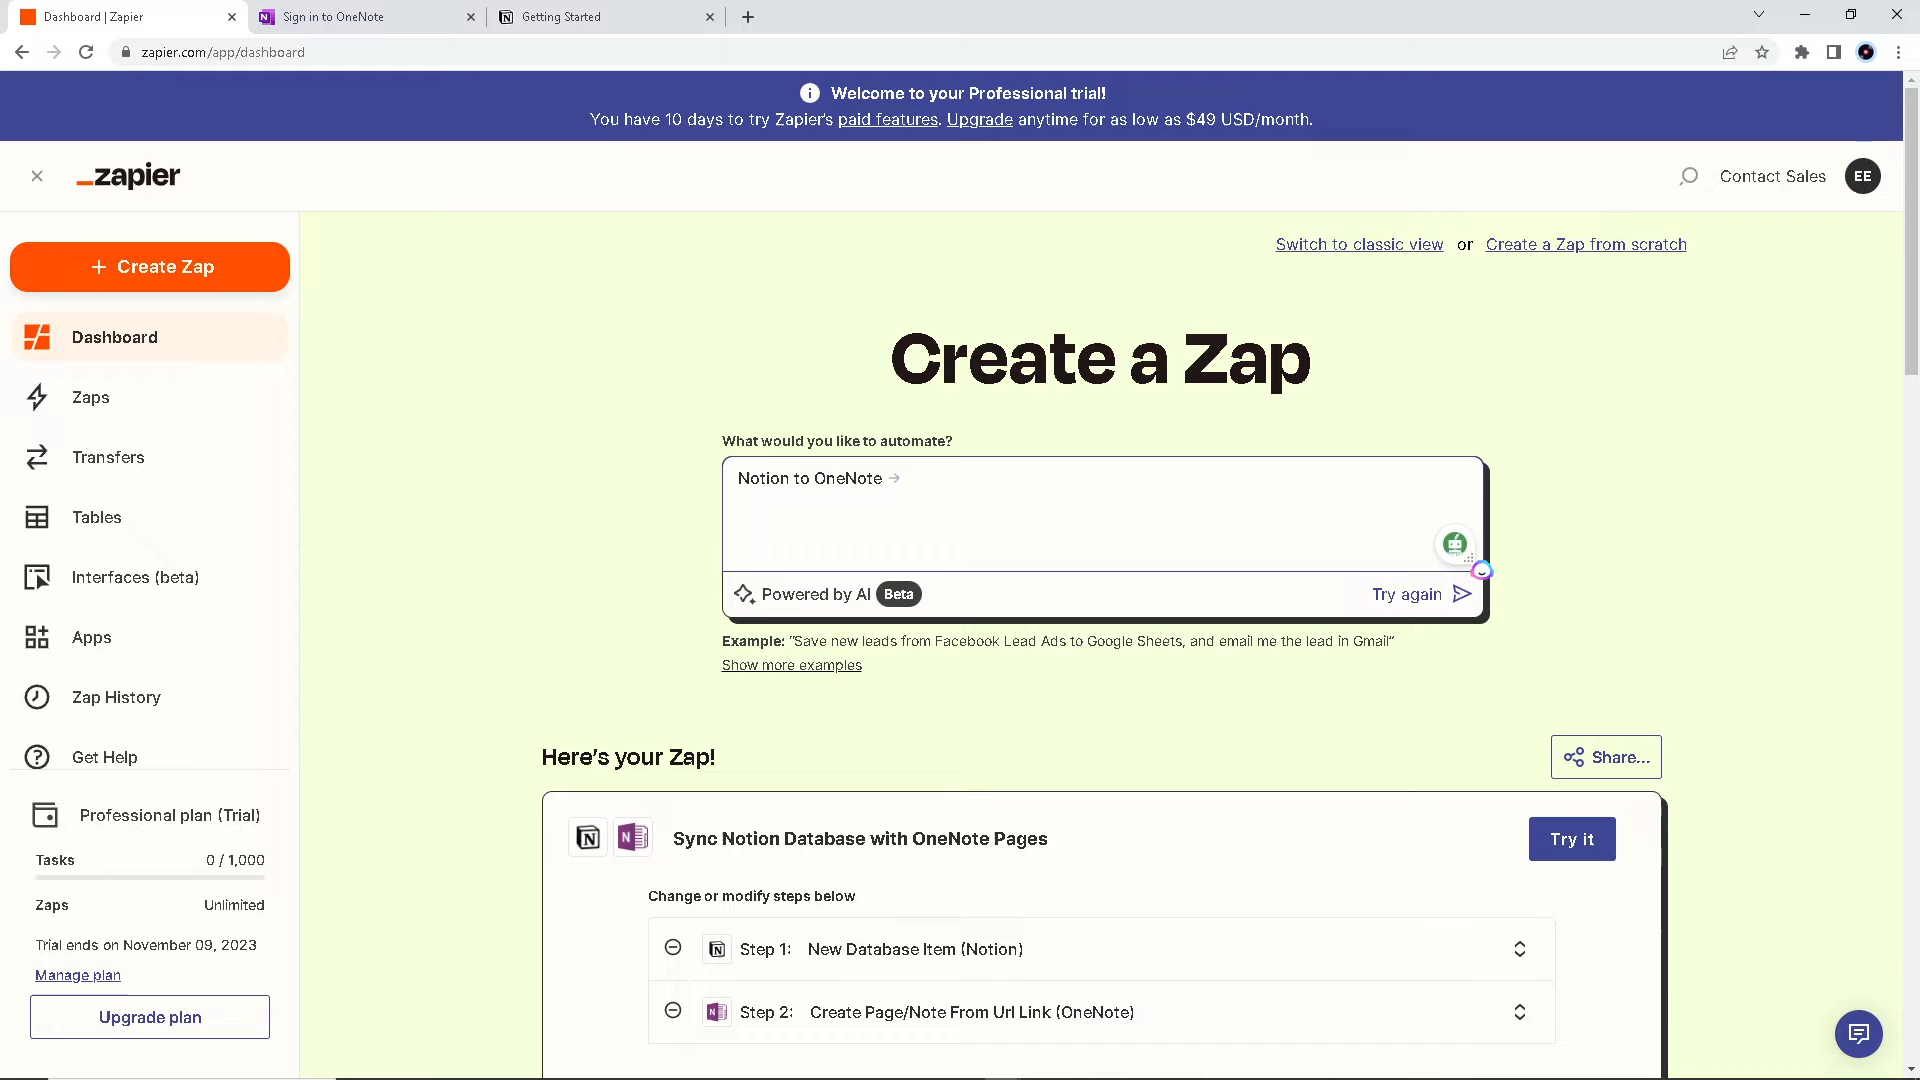 Dashboard | Zapier
Sign in to OneNote
Getting Started
zapier.com/app/dashboard
Welcome to your Professional trial!
You have 10 days to try Zapier's paid features. Upgrade anytime for as low as $49 USD/month.
_zapier
Contact Sales
EE
Switch to classic view or Create a Zap from scratch
+ Create Zap
Dashboard
Zaps
Transfers
Tables
Interfaces (beta)
Apps
Zap History
Get Help
Professional plan (Trial)
Tasks 0 / 1,000
Zaps Unlimited
Trial ends on November 09, 2023
Manage plan
Upgrade plan
Create a Zap
What would you like to automate?
Notion to OneNote →
Powered by AI Beta
Try again
Example: "Save new leads from Facebook Lead Ads to Google Sheets, and email me the lead in Gmail"
Show more examples
Here's your Zap!
Share...
Sync Notion Database with OneNote Pages
Try it
Change or modify steps below
Step 1: New Database Item (Notion)
Step 2: Create Page/Note From Url Link (OneNote)